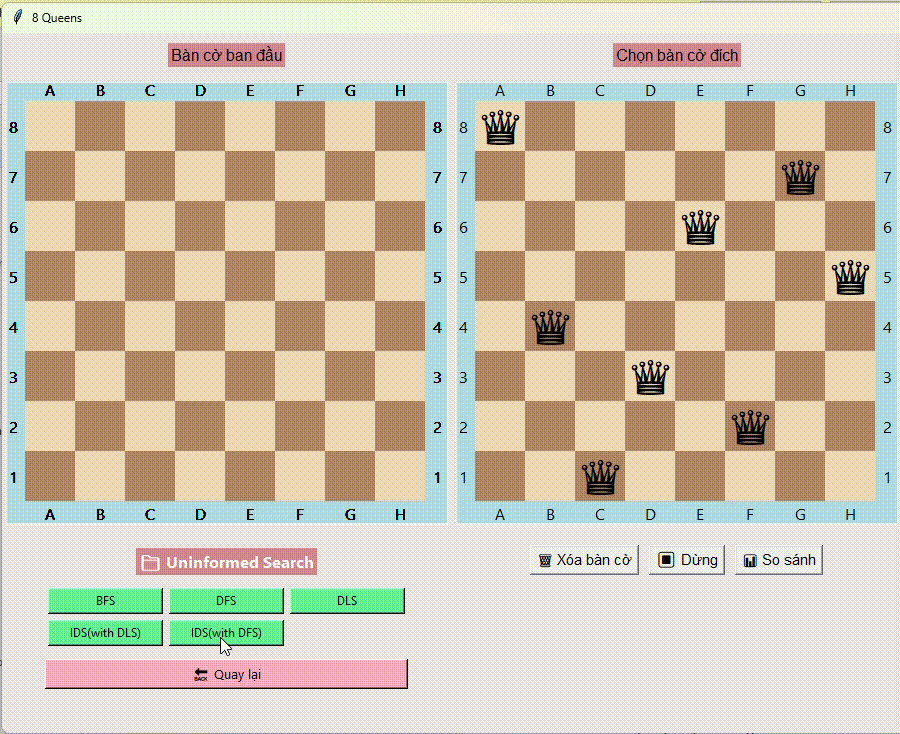 8 Queens
Bàn cờ ban đầu
Chọn bàn cờ đích
A B C D E F G H
A B C D E F G H
8 8 8 8
7 7 7 7
6 6 6 6
5 5 5 5
4 4 4 4
3 3 3 3
2 2 2 2
1 1 1 1
A B C D E F G H
A B C D E F G H
Uninformed Search
Xóa bàn cờ
Dừng
So sánh
BFS
DFS
DLS
IDS(with DLS)
IDS(with DFS)
BACK
Quay lại